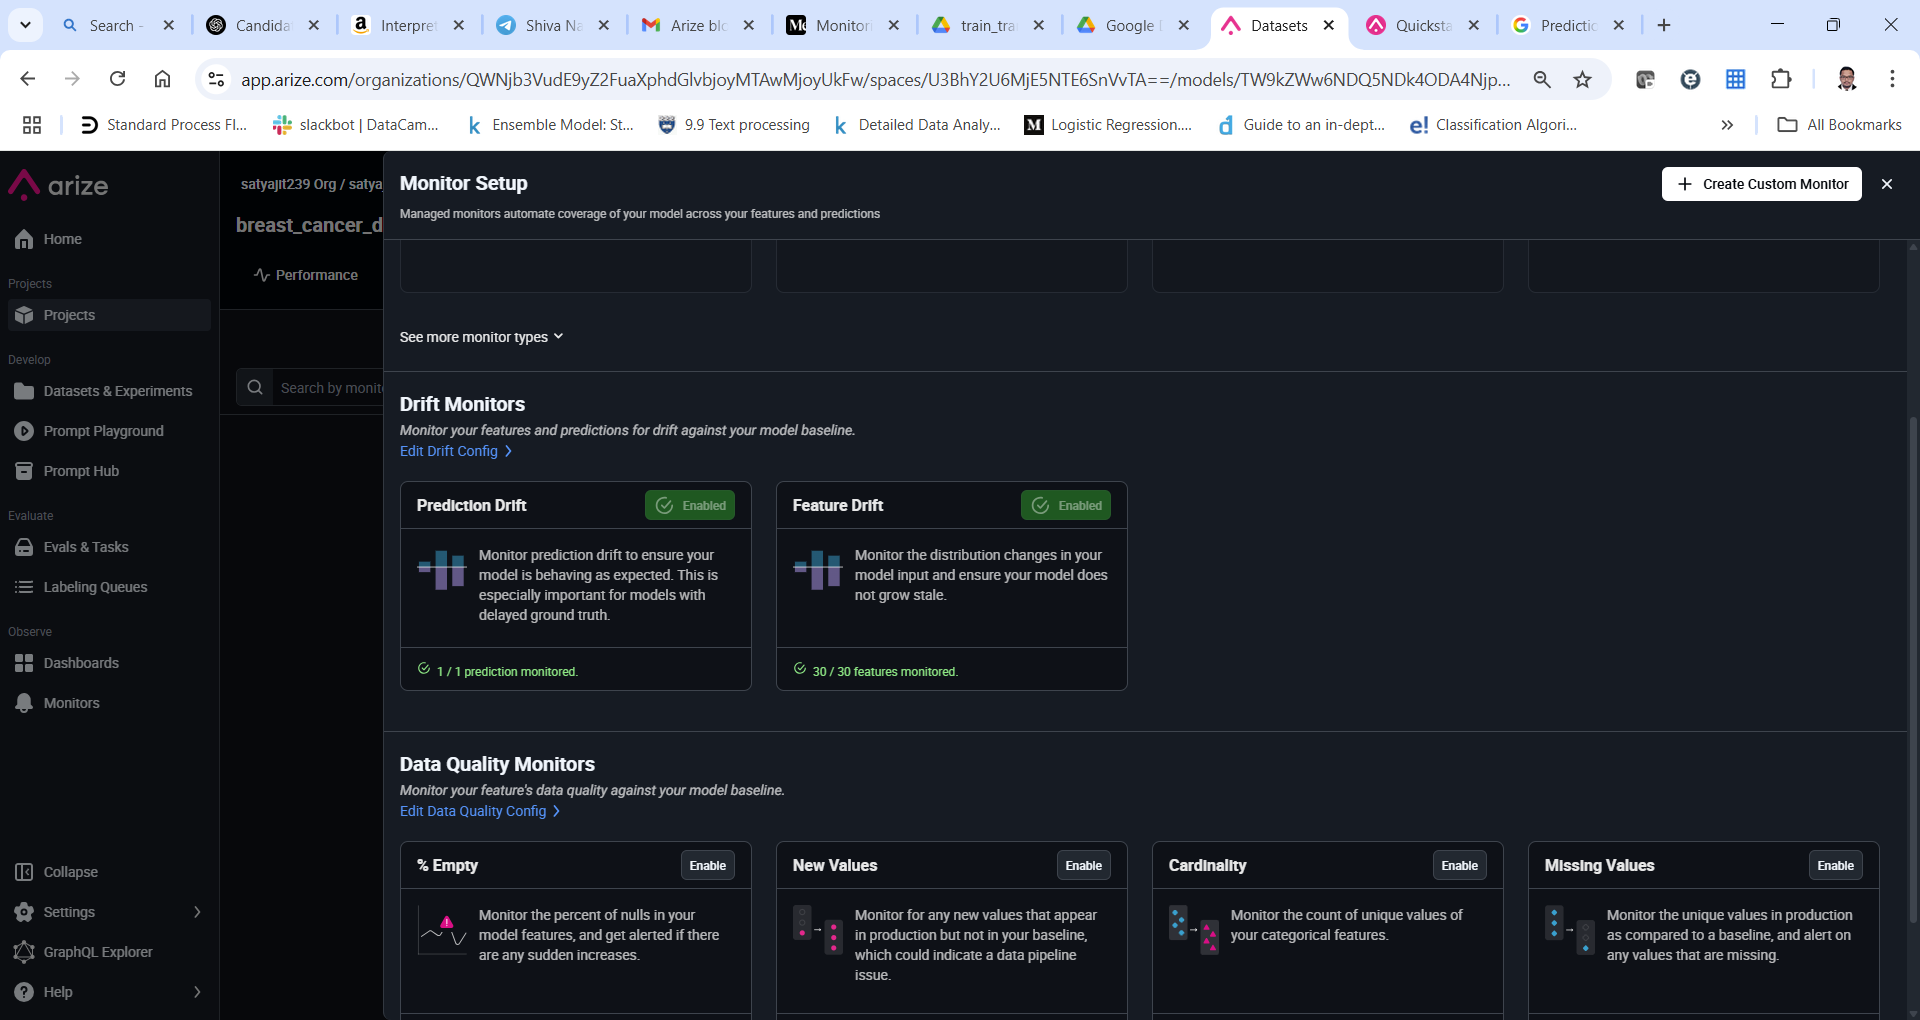 Search -
Candida
Interpret
Shiva Na
Arize blo
Monitori
train_tra
Google D
Datasets
Quicksta
Predictio
app.arize.com/organizations/QWNjb3VudE9yZ2FuaXphdGlvbjoyMTAwMjoyUkFw/spaces/U3BhY2U6MjE5NTE6SnVvTA==/models/TW9kZWw6NDQ5NDk4ODA4Njp...
Standard Process Fl...
slackbot | DataCam...
Ensemble Model: St...
9.9 Text processing
Detailed Data Analy...
Logistic Regression....
Guide to an in-dept...
Classification Algori...
All Bookmarks
arize
Home
Projects
Projects
Develop
Datasets & Experiments
Prompt Playground
Prompt Hub
Evaluate
Evals & Tasks
Labeling Queues
Observe
Dashboards
Monitors
Collapse
Settings
GraphQL Explorer
Help
satyajit239 Org / satyaj
breast_cancer_d
Performance
Search by monito
Monitor Setup
Managed monitors automate coverage of your model across your features and predictions
Create Custom Monitor
See more monitor types
Drift Monitors
Monitor your features and predictions for drift against your model baseline.
Edit Drift Config
Prediction Drift
Enabled
Monitor prediction drift to ensure your
model is behaving as expected. This is
especially important for models with
delayed ground truth.
1 / 1 prediction monitored.
Feature Drift
Enabled
Monitor the distribution changes in your
model input and ensure your model does
not grow stale.
30 / 30 features monitored.
Data Quality Monitors
Monitor your feature's data quality against your model baseline.
Edit Data Quality Config
% Empty
Enable
Monitor the percent of nulls in your
model features, and get alerted if there
are any sudden increases.
New Values
Enable
Monitor for any new values that appear
in production but not in your baseline,
which could indicate a data pipeline
issue.
Cardinality
Enable
Monitor the count of unique values of
your categorical features.
Missing Values
Enable
Monitor the unique values in production
as compared to a baseline, and alert on
any values that are missing.